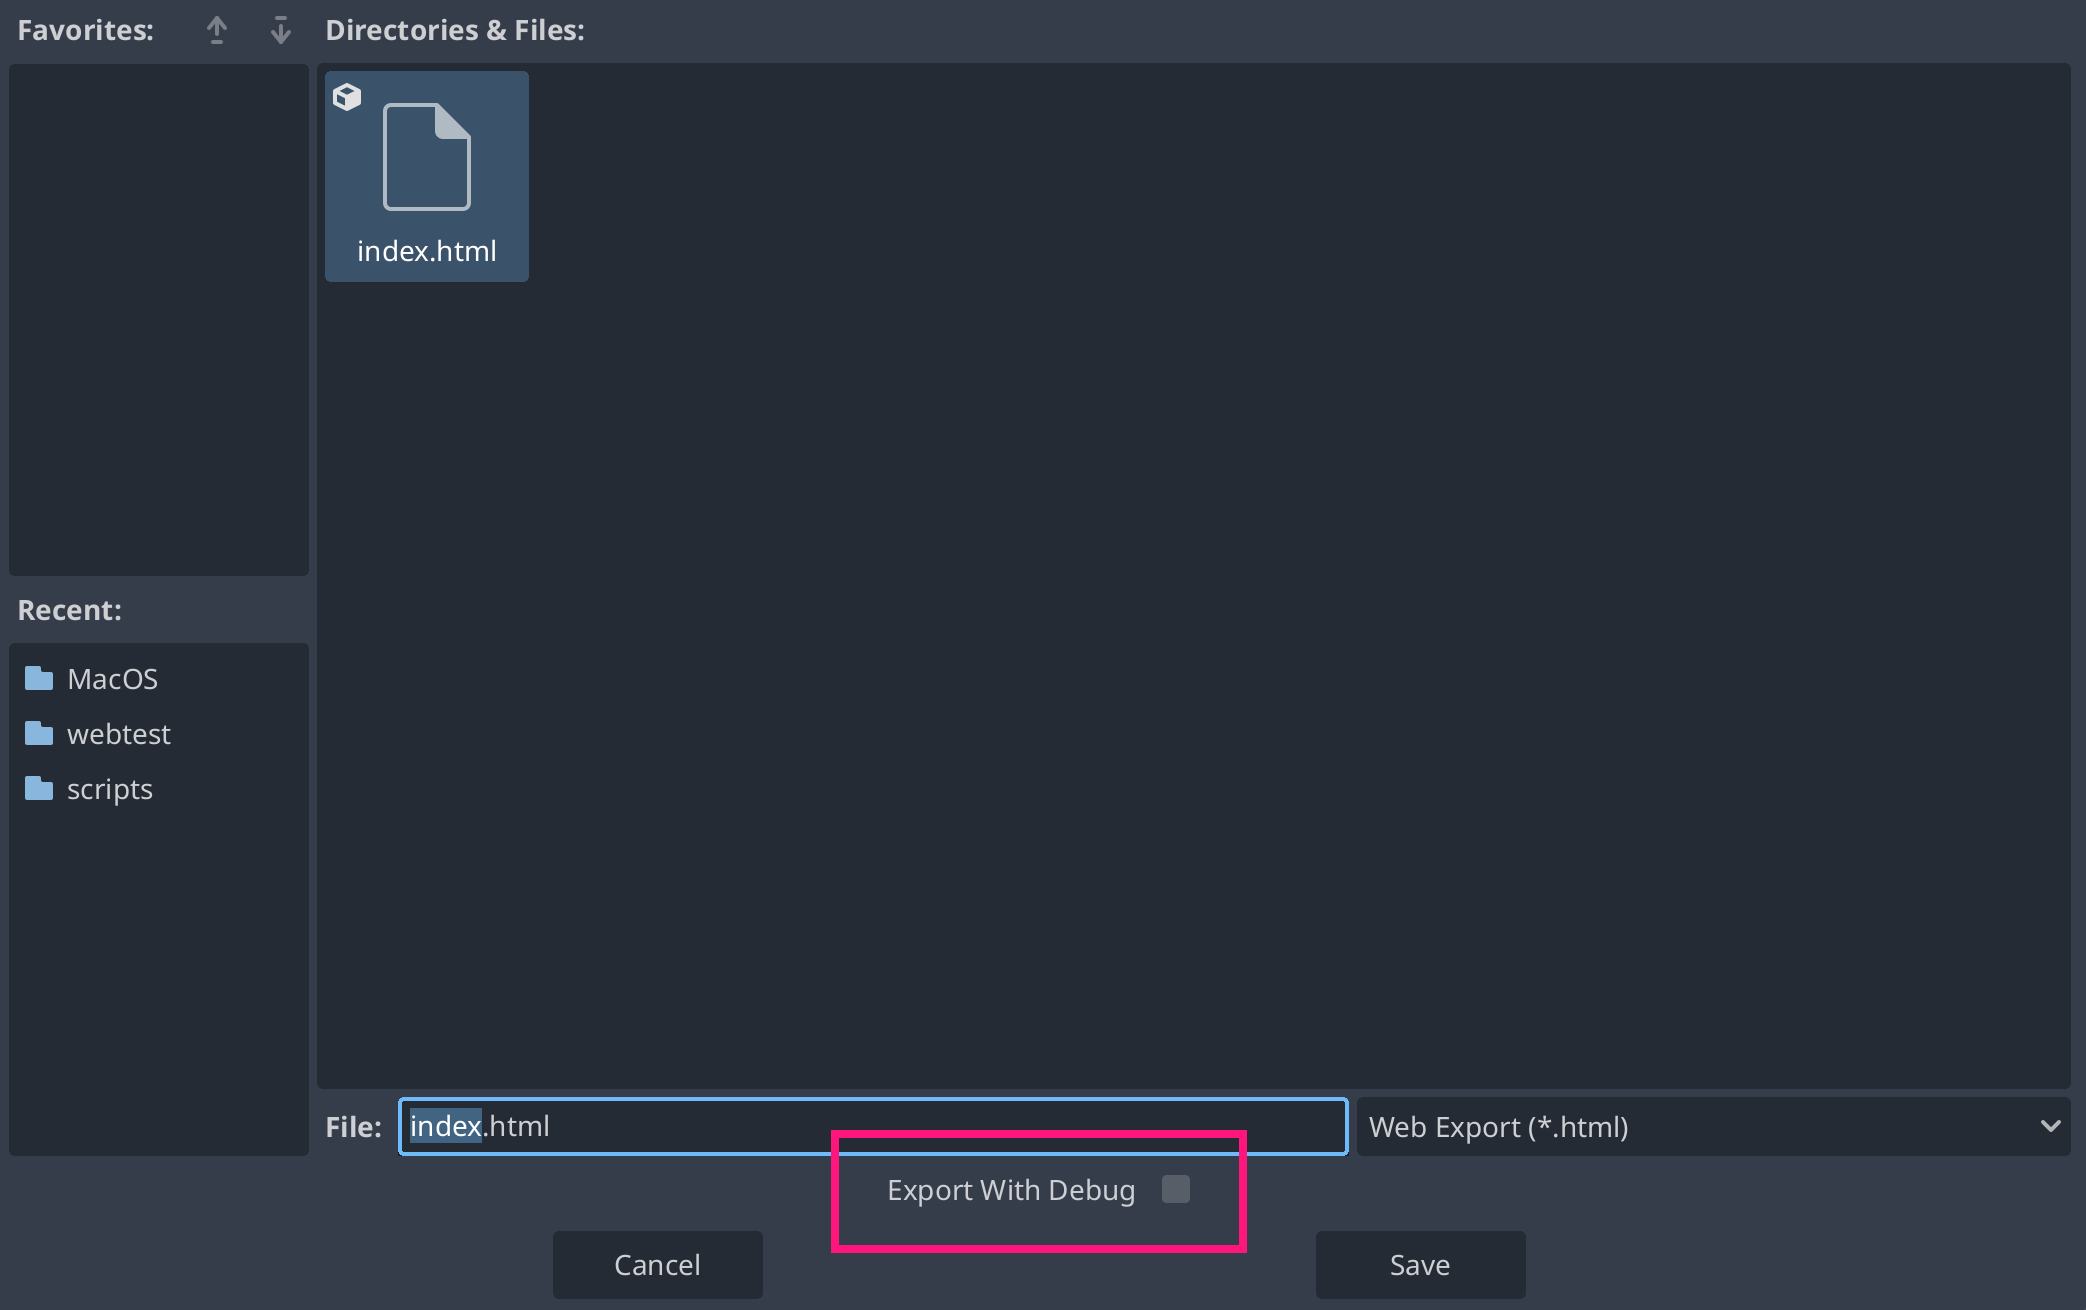 Favorites:
Directories & Files:
index.html
Recent:
MacOS
webtest
scripts
File:
index.html
Web Export (*.html)
Export With Debug
Cancel
Save